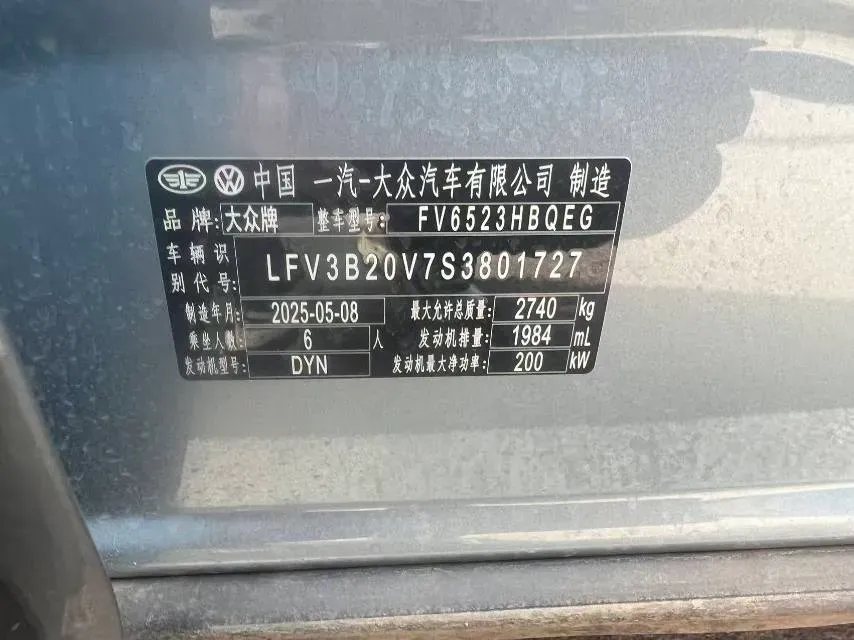 中国 一汽-大众汽车有限公司 制造
品牌: 大众牌 整车型号: FV6523HBQEG
车辆识
别代号: LFV3B20V7S3801727
制造年月: 2025-05-08 最大允许总质量: 2740 kg
乘坐人数: 6 人 发动机排量: 1984 mL
发动机型号: DYN 发动机最大净功率: 200 kW